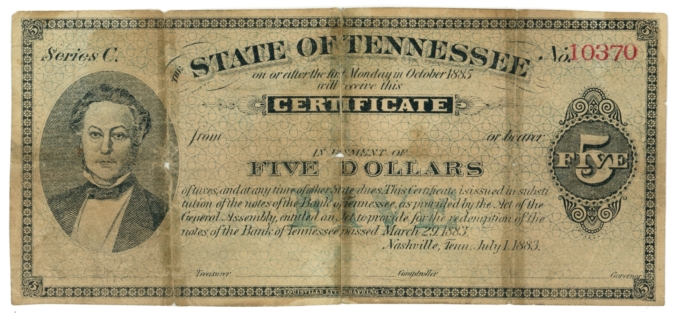 Series C.
THE STATE OF TENNESSEE
No. 10370
on or after the first Monday in October 1885
will receive this
CERTIFICATE
from or bearer
IN PAYMENT OF
FIVE DOLLARS
5
FIVE
of taxes, and at any time of other State dues. This Certificate is issued in substi
tution of the notes of the Bank of Tennessee, as provided by the Act of the
General Assembly, entitled an Act to provide for the redemption of the
notes of the Bank of Tennessee passed March 29, 1883.
Nashville, Tenn. July 1, 1883.
Treasurer Comptroller Governor
LOUISVILLE